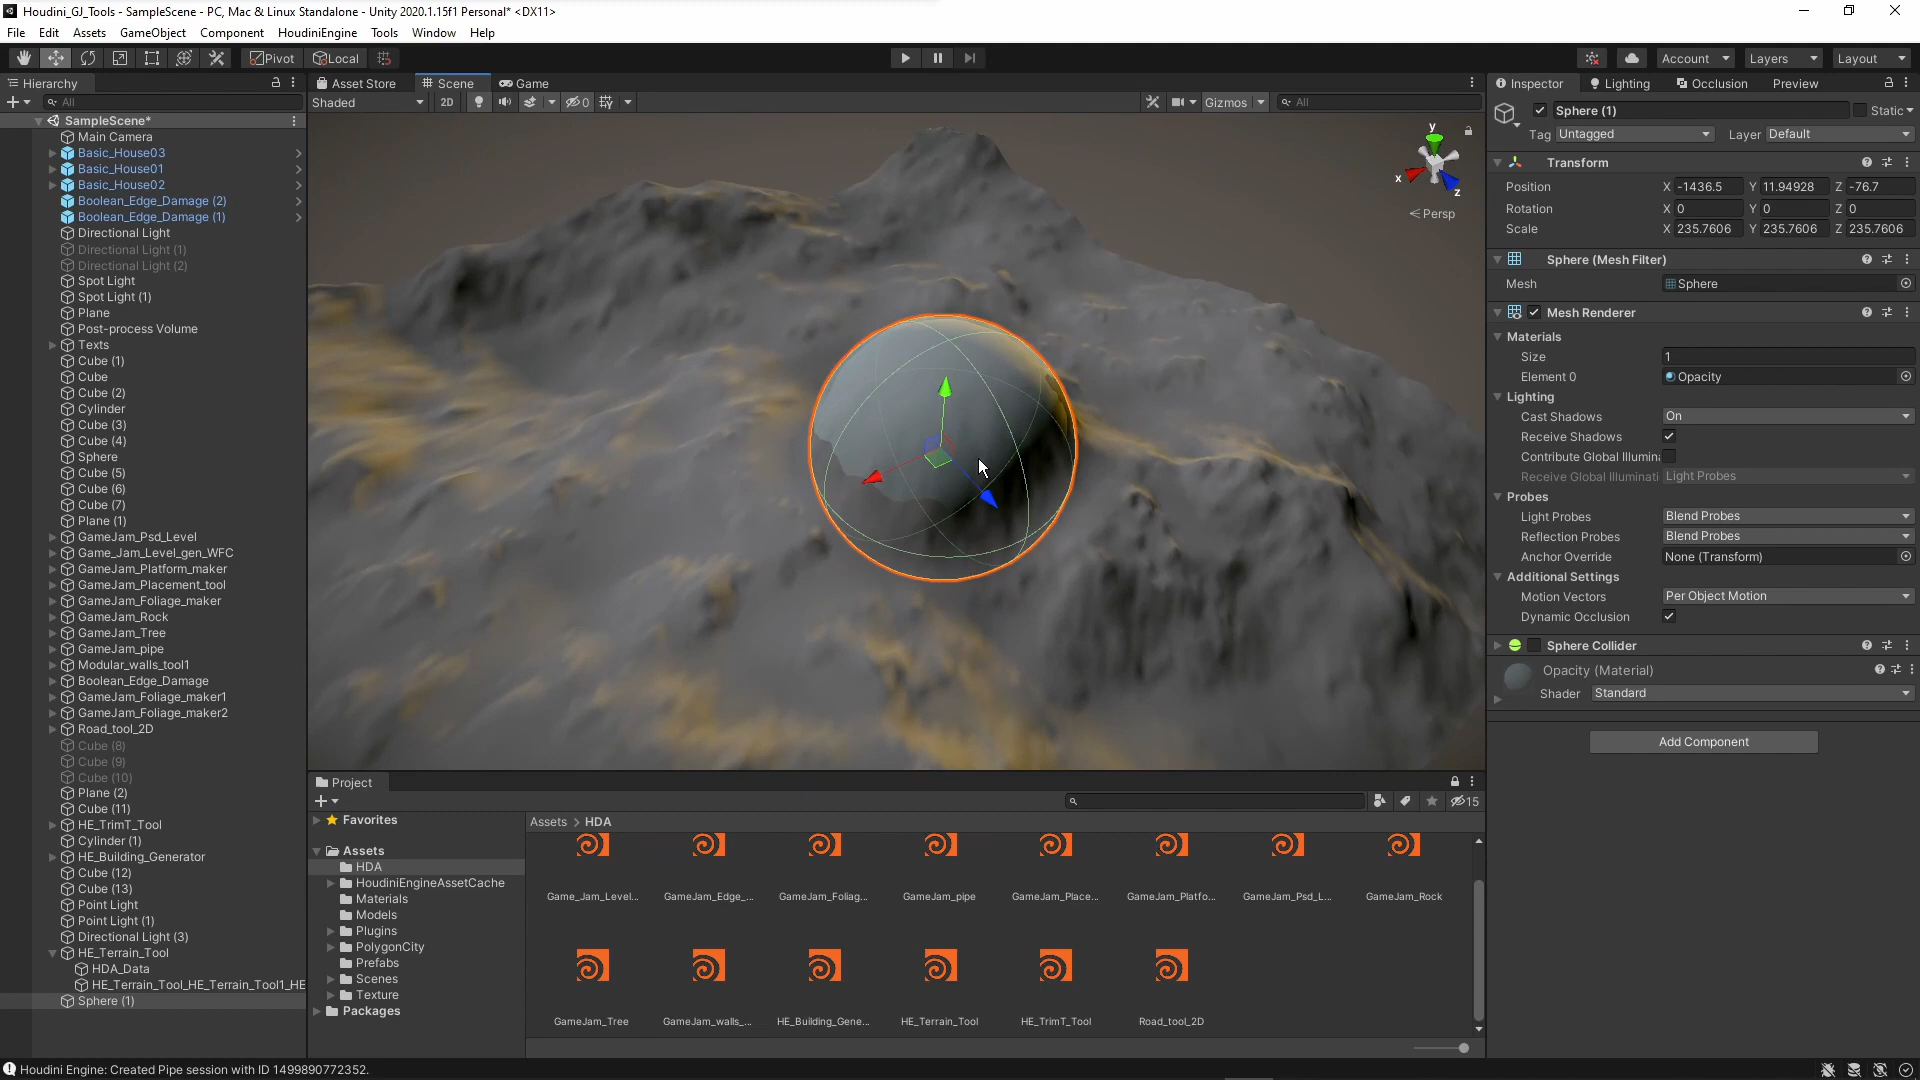 Houdini_GJ_Tools - SampleScene - PC, Mac & Linux Standalone - Unity 2020.1.15f1 Personal* <DX11>
File Edit Assets GameObject Component HoudiniEngine Tools Window Help
Pivot Local Account Layers Layout
Hierarchy
All
SampleScene*
Main Camera
Basic_House03
Basic_House01
Basic_House02
Boolean_Edge_Damage (2)
Boolean_Edge_Damage (1)
Directional Light
Directional Light (1)
Directional Light (2)
Spot Light
Spot Light (1)
Plane
Post-process Volume
Texts
Cube (1)
Cube
Cube (2)
Cylinder
Cube (3)
Cube (4)
Sphere
Cube (5)
Cube (6)
Cube (7)
Plane (1)
GameJam_Psd_Level
Game_Jam_Level_gen_WFC
GameJam_Platform_maker
GameJam_Placement_tool
GameJam_Foliage_maker
GameJam_Rock
GameJam_Tree
GameJam_pipe
Modular_walls_tool1
Boolean_Edge_Damage
GameJam_Foliage_maker1
GameJam_Foliage_maker2
Road_tool_2D
Cube (8)
Cube (9)
Cube (10)
Plane (2)
Cube (11)
HE_TrimT_Tool
Cylinder (1)
HE_Building_Generator
Cube (12)
Cube (13)
Point Light
Point Light (1)
Directional Light (3)
HE_Terrain_Tool
HDA_Data
HE_Terrain_Tool_HE_Terrain_Tool1_HE
Sphere (1)
Asset Store Scene Game
Shaded 2D 0 Gizmos All
y
x
z
Persp
Project
15
Favorites
Assets
HDA
HoudiniEngineAssetCache
Materials
Models
Plugins
PolygonCity
Prefabs
Scenes
Texture
Packages
Assets > HDA
Game_Jam_Level... GameJam_Edge_... GameJam_Foliag... GameJam_pipe GameJam_Place... GameJam_Platfo... GameJam_Psd_L... GameJam_Rock
GameJam_Tree GameJam_walls_... HE_Building_Gene... HE_Terrain_Tool HE_TrimT_Tool Road_tool_2D
Inspector Lighting Occlusion Preview
Sphere (1) Static
Tag Untagged Layer Default
Transform
Position X -1436.5 Y 11.94928 Z -76.7
Rotation X 0 Y 0 Z 0
Scale X 235.7606 Y 235.7606 Z 235.7606
Sphere (Mesh Filter)
Mesh Sphere
Mesh Renderer
Materials
Size 1
Element 0 Opacity
Lighting
Cast Shadows On
Receive Shadows
Contribute Global Illumin
Receive Global Illuminati Light Probes
Probes
Light Probes Blend Probes
Reflection Probes Blend Probes
Anchor Override None (Transform)
Additional Settings
Motion Vectors Per Object Motion
Dynamic Occlusion
Sphere Collider
Opacity (Material)
Shader Standard
Add Component
Houdini Engine: Created Pipe session with ID 1499890772352.